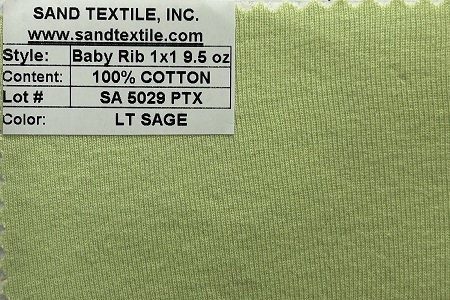 SAND TEXTILE, INC.
www.sandtextile.com
Style: Baby Rib 1x1 9.5 oz
Content: 100% COTTON
Lot # SA 5029 PTX
Color: LT SAGE